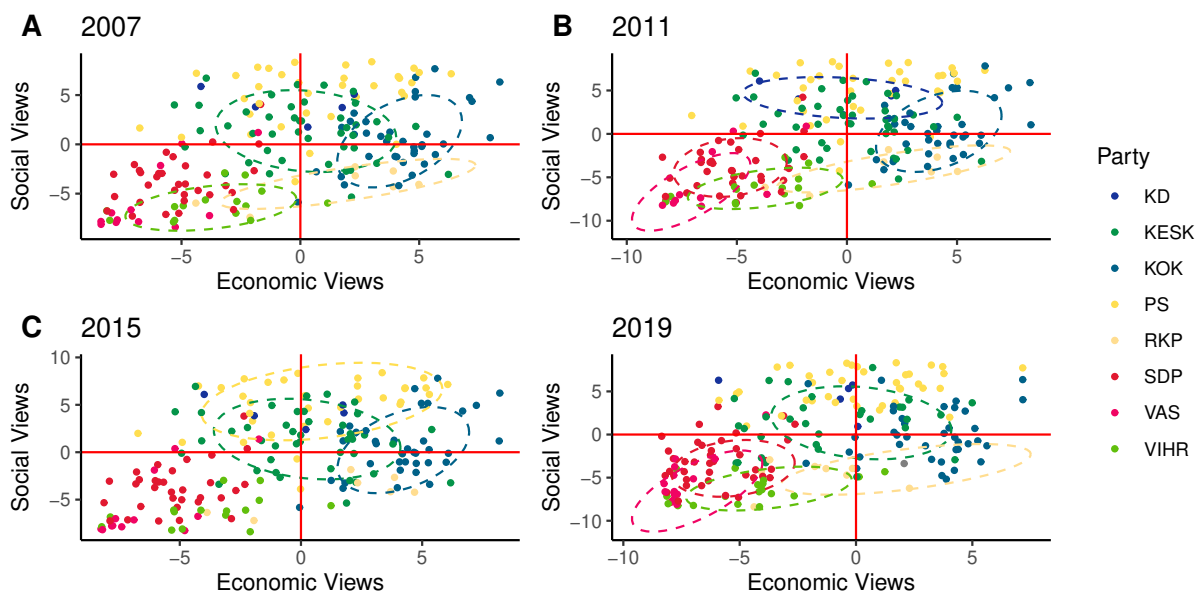 A 2007
5
0
−5
−5 0 5
Social Views
Economic Views
B 2011
5
0
−5
−10
−10 −5 0 5
Social Views
Economic Views
C 2015
10
5
0
−5
−5 0 5
Social Views
Economic Views
2019
5
0
−5
−10
−10 −5 0 5
Social Views
Economic Views
Party
KD
KESK
KOK
PS
RKP
SDP
VAS
VIHR